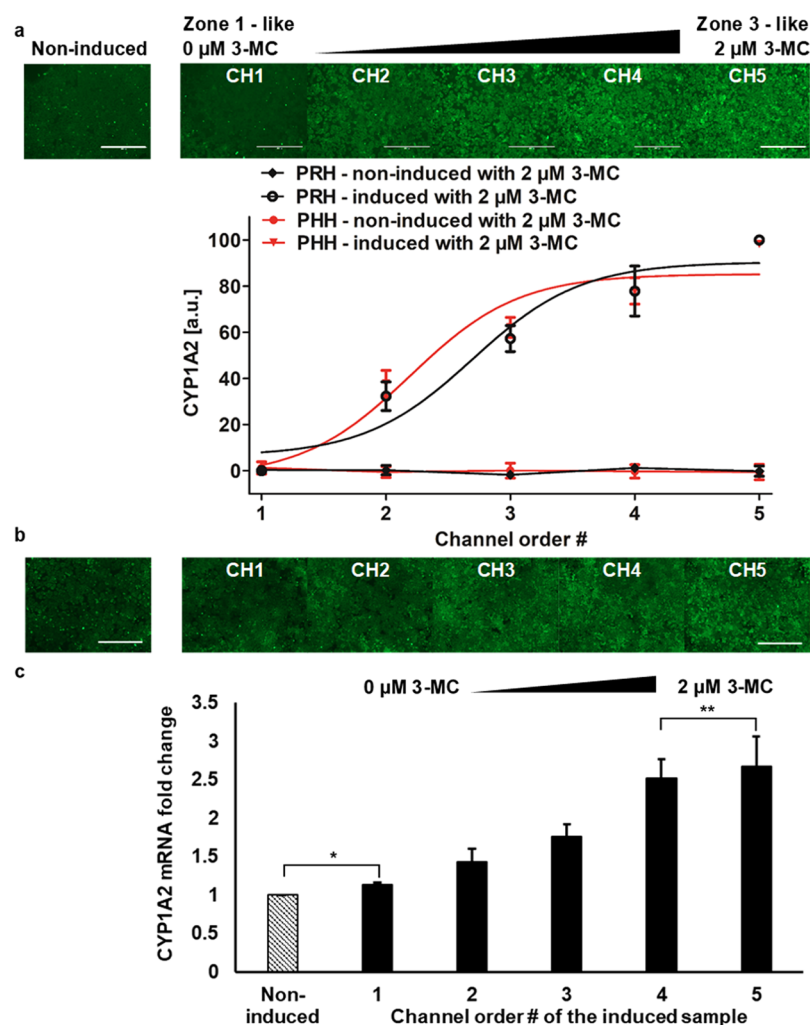 a
Non-induced
Zone 1 - like
0 µM 3-MC
Zone 3 - like
2 µM 3-MC
CH1 CH2 CH3 CH4 CH5
PRH - non-induced with 2 µM 3-MC
PRH - induced with 2 µM 3-MC
PHH - non-induced with 2 µM 3-MC
PHH - induced with 2 µM 3-MC
CYP1A2 [a.u.]
100
80
60
40
20
0
1 2 3 4 5
Channel order #
b
CH1 CH2 CH3 CH4 CH5
c
0 µM 3-MC 2 µM 3-MC
CYP1A2 mRNA fold change
3.5
3
2.5
2
1.5
1
0.5
0
*
**
Non-
induced
1 2 3 4 5
Channel order # of the induced sample